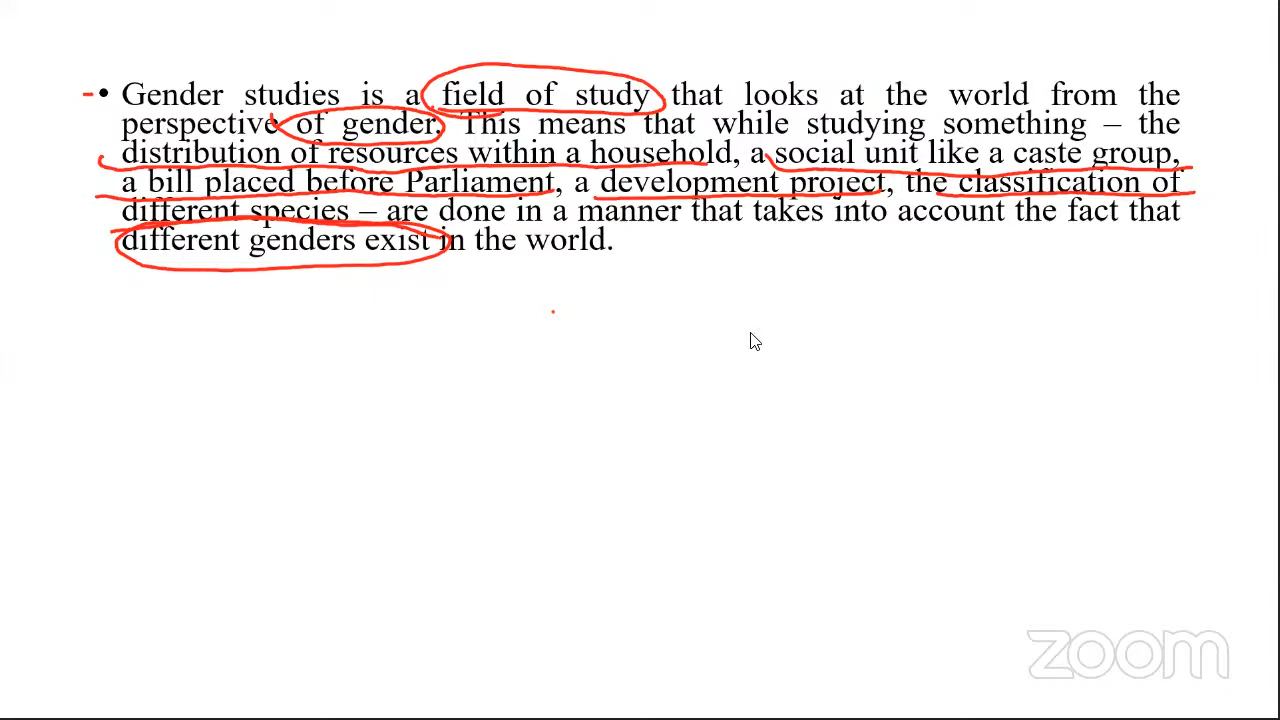 • Gender studies is a field of study that looks at the world from the
perspective of gender. This means that while studying something – the
distribution of resources within a household, a social unit like a caste group,
a bill placed before Parliament, a development project, the classification of
different species – are done in a manner that takes into account the fact that
different genders exist in the world.
zoom